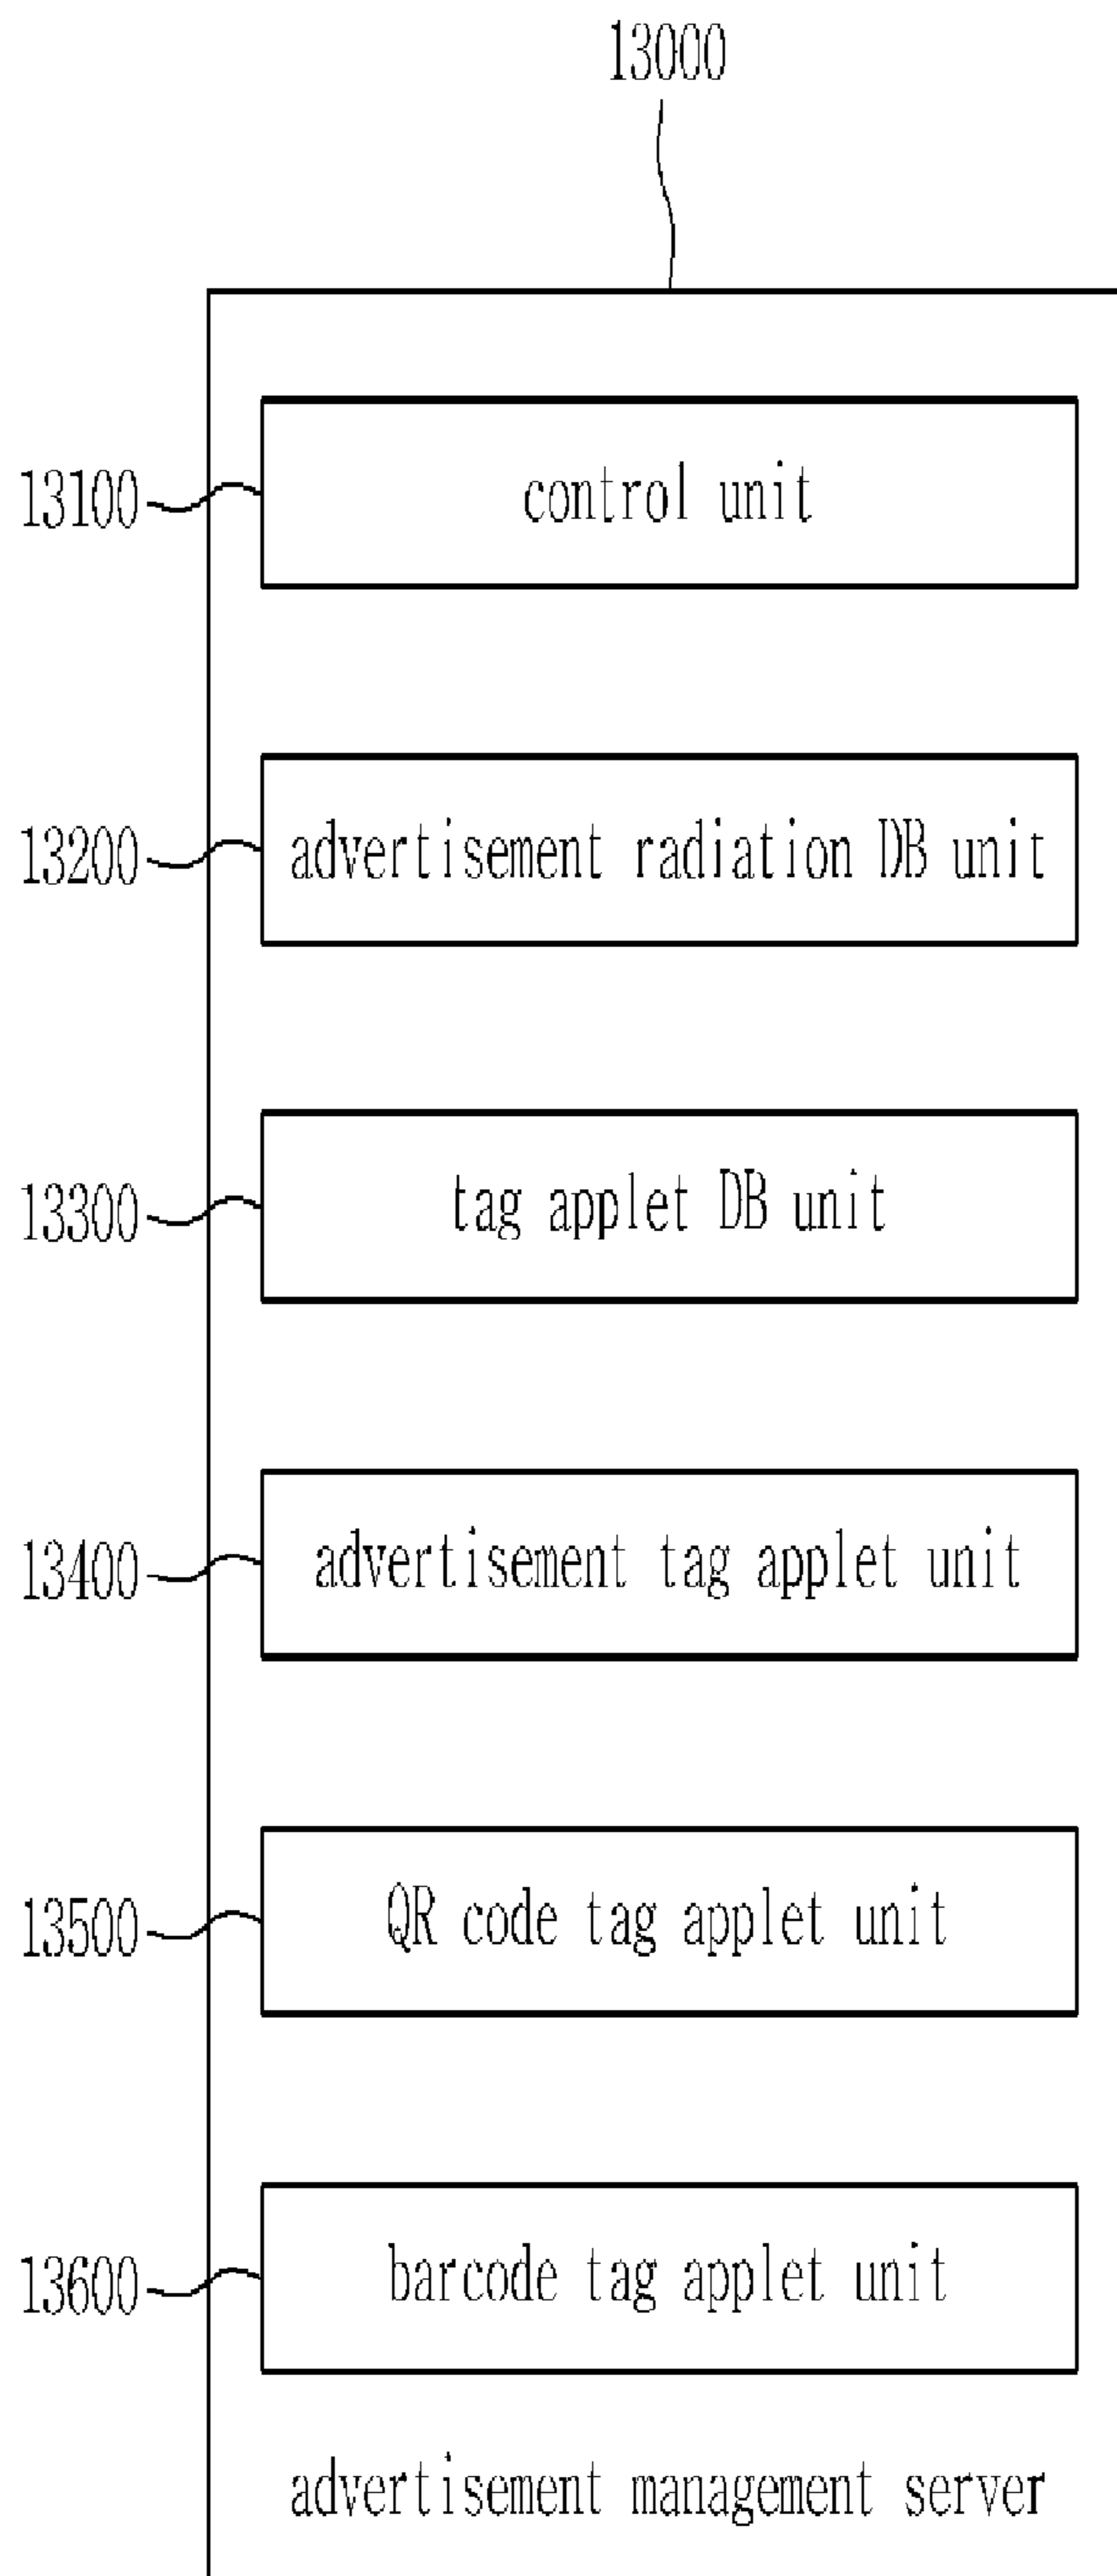 13000
13100 control unit
13200 advertisement radiation DB unit
13300 tag applet DB unit
13400 advertisement tag applet unit
13500 QR code tag applet unit
13600 barcode tag applet unit
advertisement management server